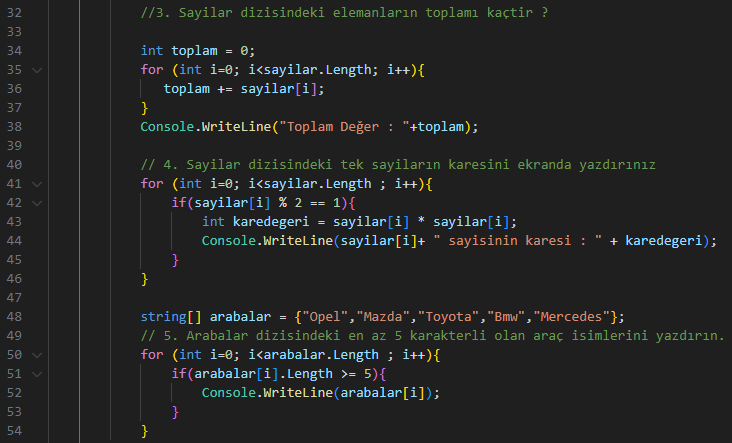 32 //3. Sayilar dizisindeki elemanların toplamı kaçtir ?
33
34 int toplam = 0;
35 for (int i=0; i<sayilar.Length; i++){
36 toplam += sayilar[i];
37 }
38 Console.WriteLine("Toplam Değer : "+toplam);
39
40 // 4. Sayilar dizisindeki tek sayiların karesini ekranda yazdırınız
41 for (int i=0; i<sayilar.Length ; i++){
42 if(sayilar[i] % 2 == 1){
43 int karedegeri = sayilar[i] * sayilar[i];
44 Console.WriteLine(sayilar[i]+ " sayisinin karesi : " + karedegeri);
45 }
46 }
47
48 string[] arabalar = {"Opel","Mazda","Toyota","Bmw","Mercedes"};
49 // 5. Arabalar dizisindeki en az 5 karakterli olan araç isimlerini yazdırın.
50 for (int i=0; i<arabalar.Length ; i++){
51 if(arabalar[i].Length >= 5){
52 Console.WriteLine(arabalar[i]);
53 }
54 }